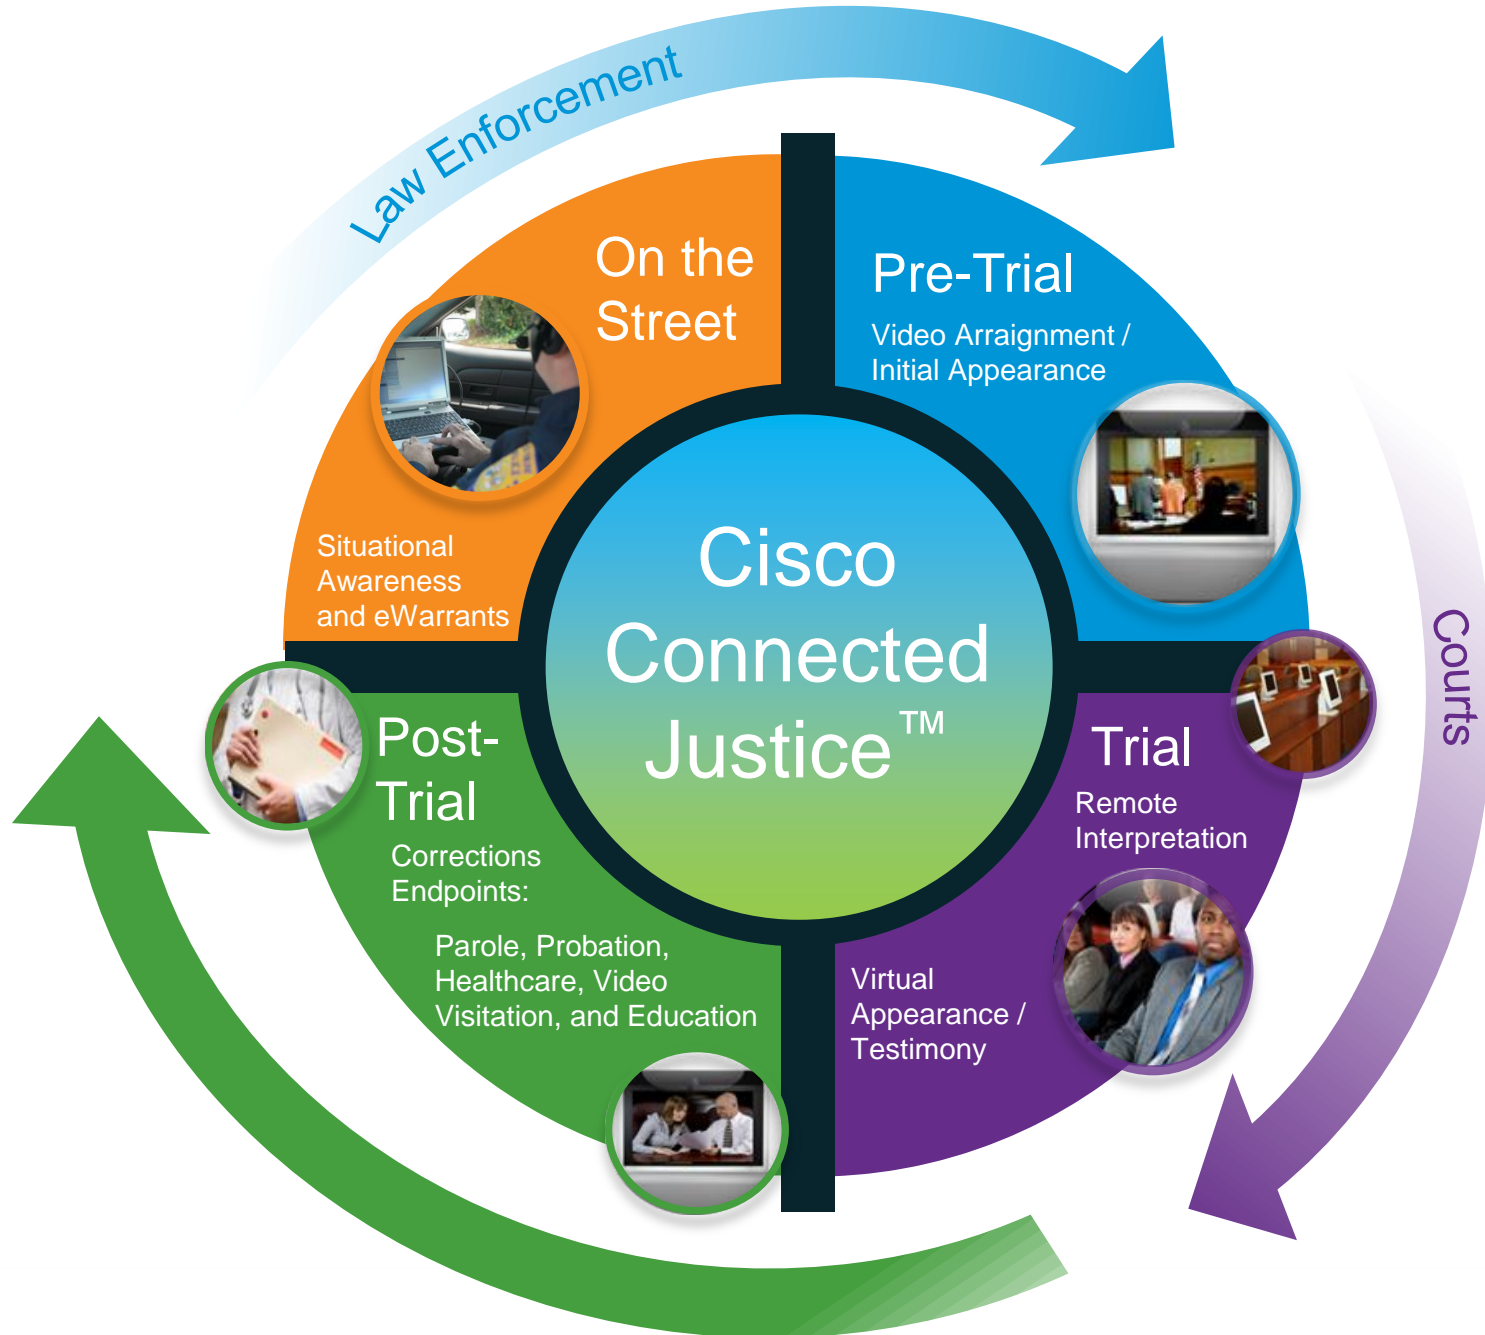 Law Enforcement
On the
Street
Situational
Awareness
and eWarrants
Pre-Trial
Video Arraignment /
Initial Appearance
Courts
Cisco
Connected
Justice™
Trial
Remote
Interpretation
Virtual
Appearance /
Testimony
Post-
Trial
Corrections
Endpoints:
Parole, Probation,
Healthcare, Video
Visitation, and Education